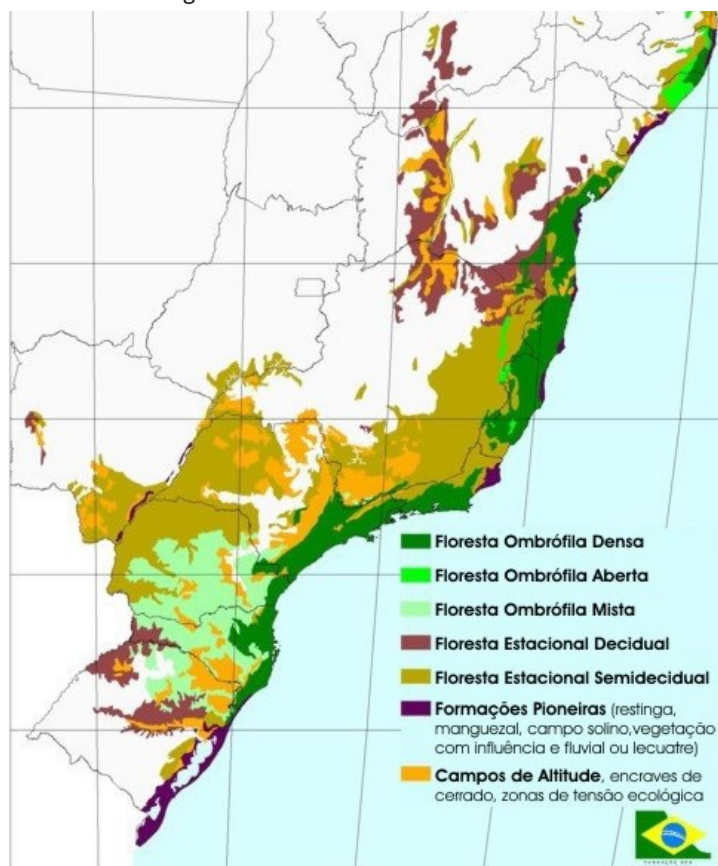 Floresta Ombrófila Densa
Floresta Ombrófila Aberta
Floresta Ombrófila Mista
Floresta Estacional Decidual
Floresta Estacional Semidecidual
Formações Pioneiras (restinga,
manguezal, campo solino,vegetação
com influência e fluvial ou lecuatre)
Campos de Altitude, encraves de
cerrado, zonas de tensão ecológica